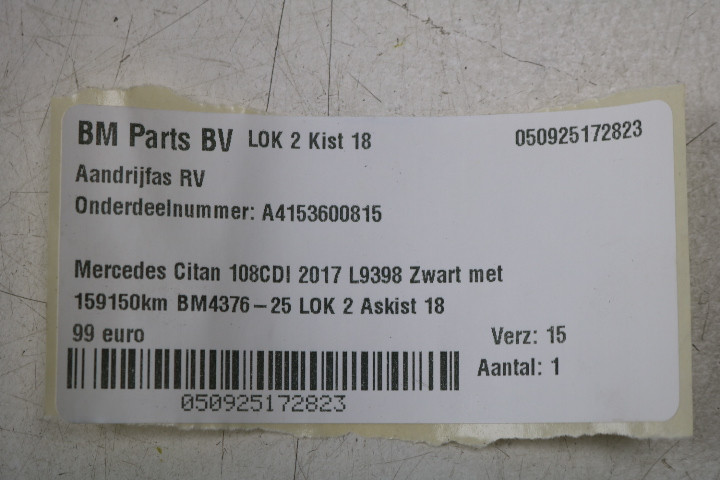 BM Parts BV LOK 2 Kist 18 050925172823
Aandrijfas RV
Onderdeelnummer: A4153600815
Mercedes Citan 108CDI 2017 L9398 Zwart met
159150km BM4376-25 LOK 2 Askist 18
99 euro Verz: 15
Aantal: 1
050925172823